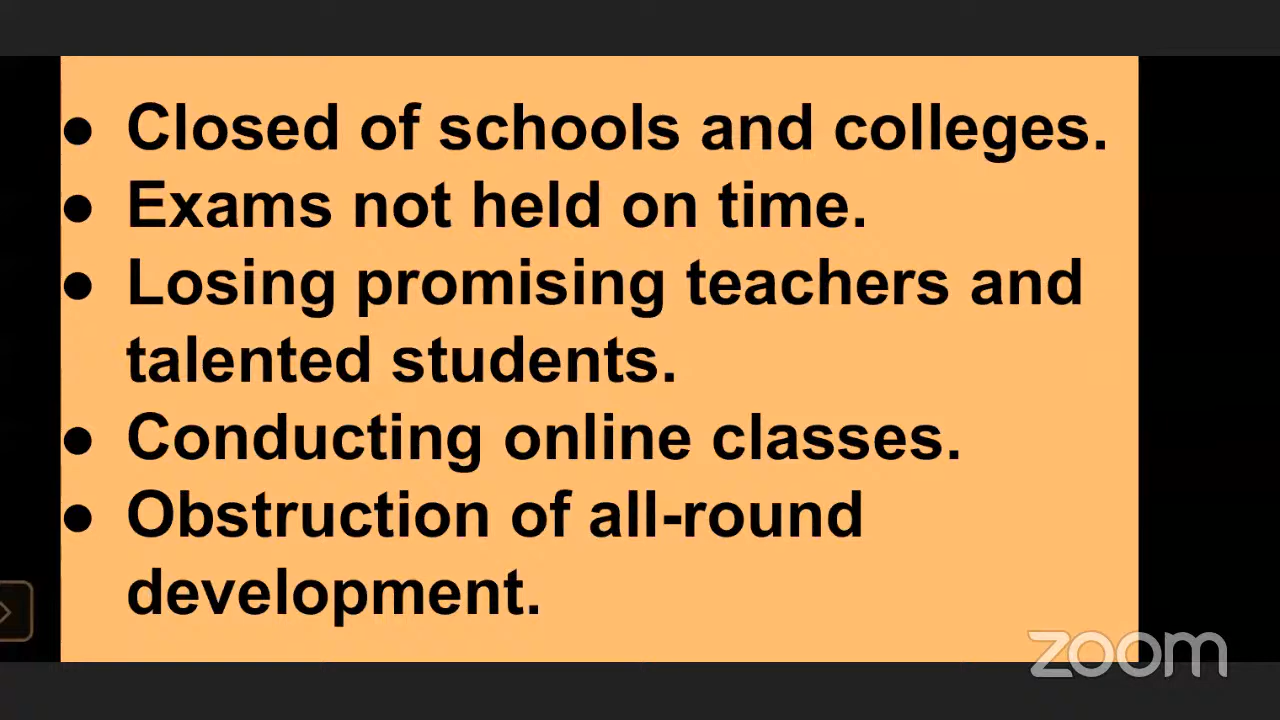 ● Closed of schools and colleges.
● Exams not held on time.
● Losing promising teachers and
talented students.
● Conducting online classes.
● Obstruction of all-round
development.
zoom